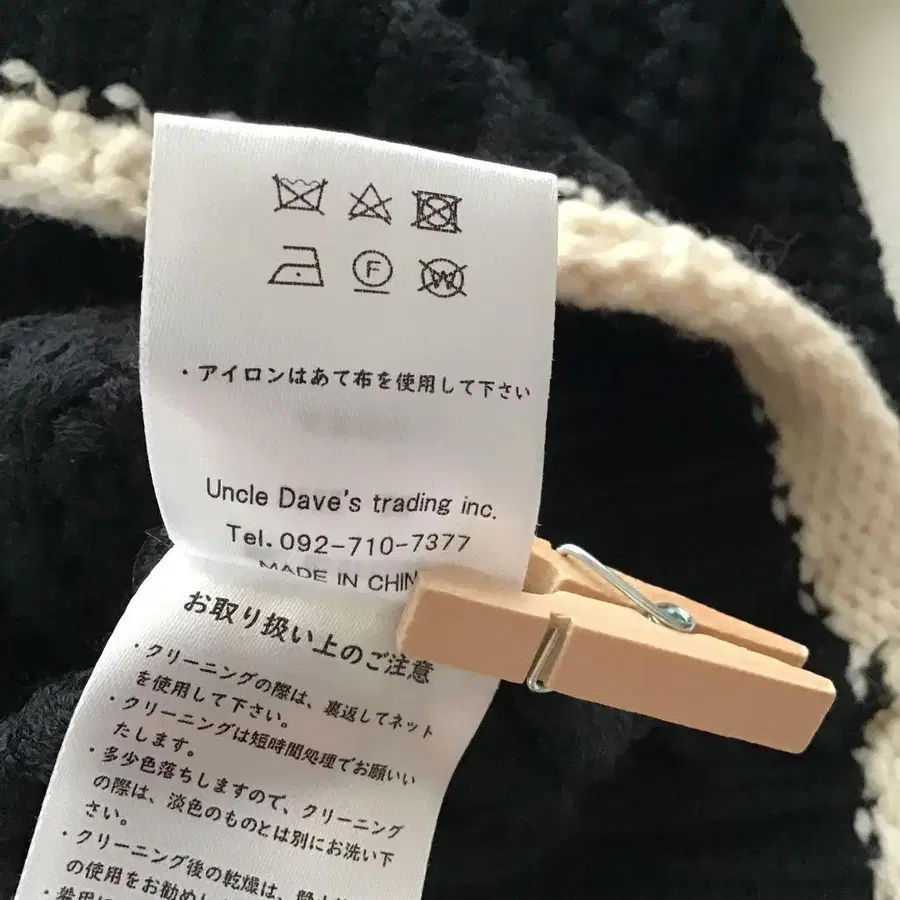 ・アイロンはあて布を使用して下さい
Uncle Dave's trading inc.
Tel.092-710-7377
MADE IN CHIN
お取り扱い上のご注意
・クリーニングの際は、裏返してネット
を使用して下さい。
・クリーニングは短時間処理でお願いい
たします。
・多少色落ちしますので、クリーニング
の際は、淡色のものとは別にお洗い下
さい。
・クリーニング後の乾燥は、
の使用をお勧めし
・着用